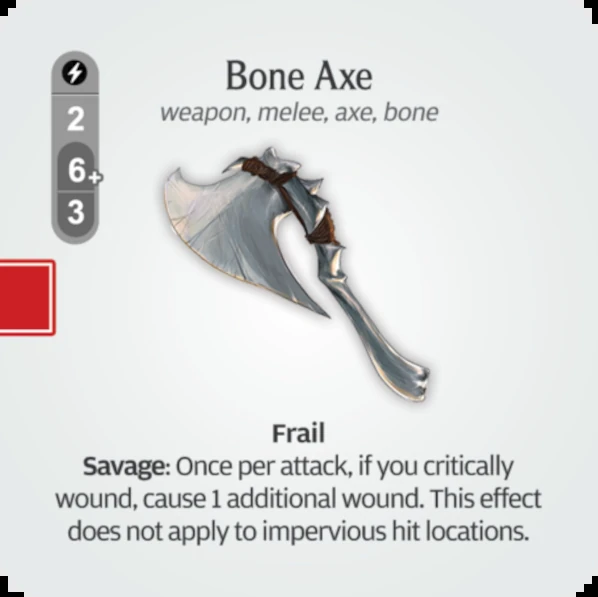 Bone Axe
weapon, melee, axe, bone
2
6+
3
Frail
Savage: Once per attack, if you critically
wound, cause 1 additional wound. This effect
does not apply to impervious hit locations.